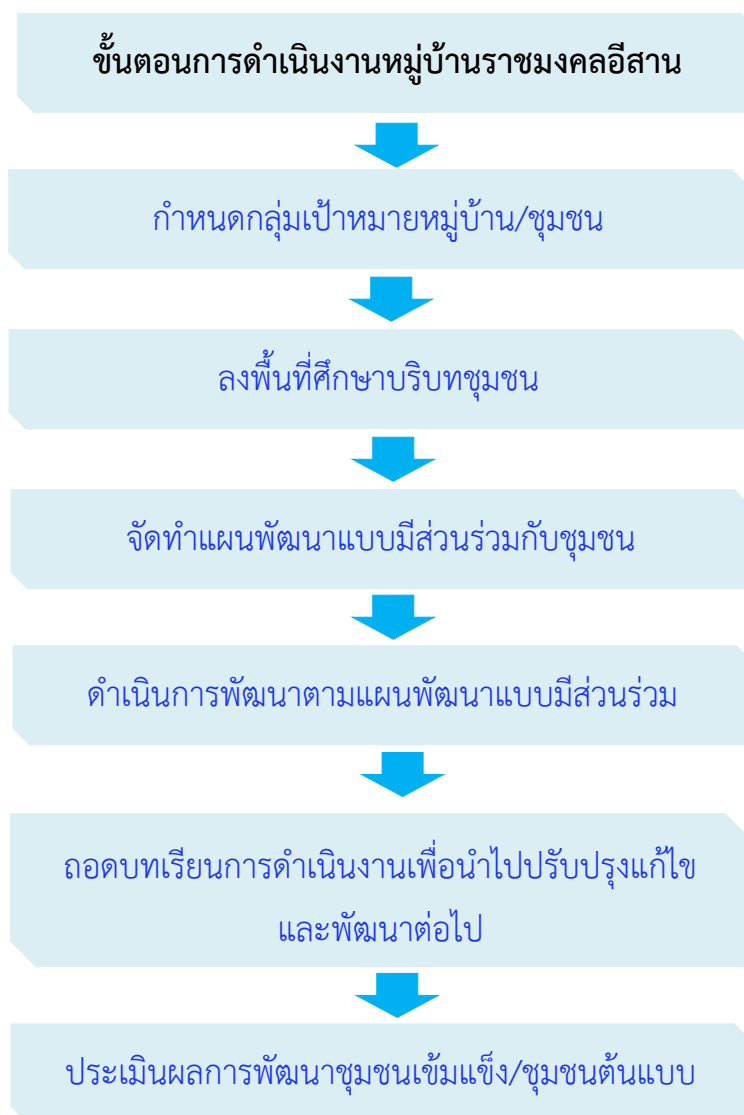 ขั้นตอนการดำเนินงานหมู่บ้านราชมงคลอีสาน
กำหนดกลุ่มเป้าหมายหมู่บ้าน/ชุมชน
ลงพื้นที่ศึกษาบริบทชุมชน
จัดทำแผนพัฒนาแบบมีส่วนร่วมกับชุมชน
ดำเนินการพัฒนาตามแผนพัฒนาแบบมีส่วนร่วม
ถอดบทเรียนการดำเนินงานเพื่อนำไปปรับปรุงแก้ไข
และพัฒนาต่อไป
ประเมินผลการพัฒนาชุมชนเข้มแข็ง/ชุมชนต้นแบบ